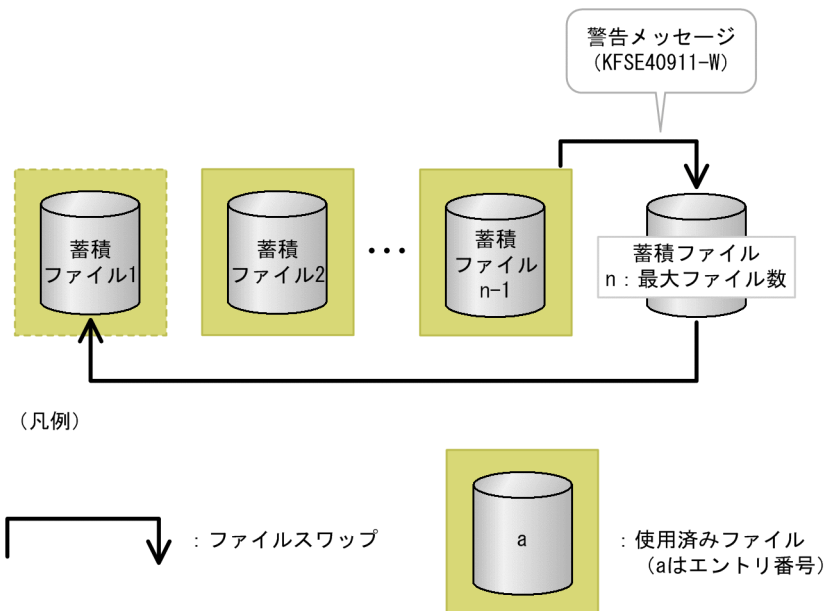 警告メッセージ
（KFSE40911-W）
蓄積
ファイル1
蓄積
ファイル2
・・・
蓄積
ファイル
n-1
蓄積ファイル
n：最大ファイル数
（凡例）
：ファイルスワップ
a
：使用済みファイル
（aはエントリ番号）